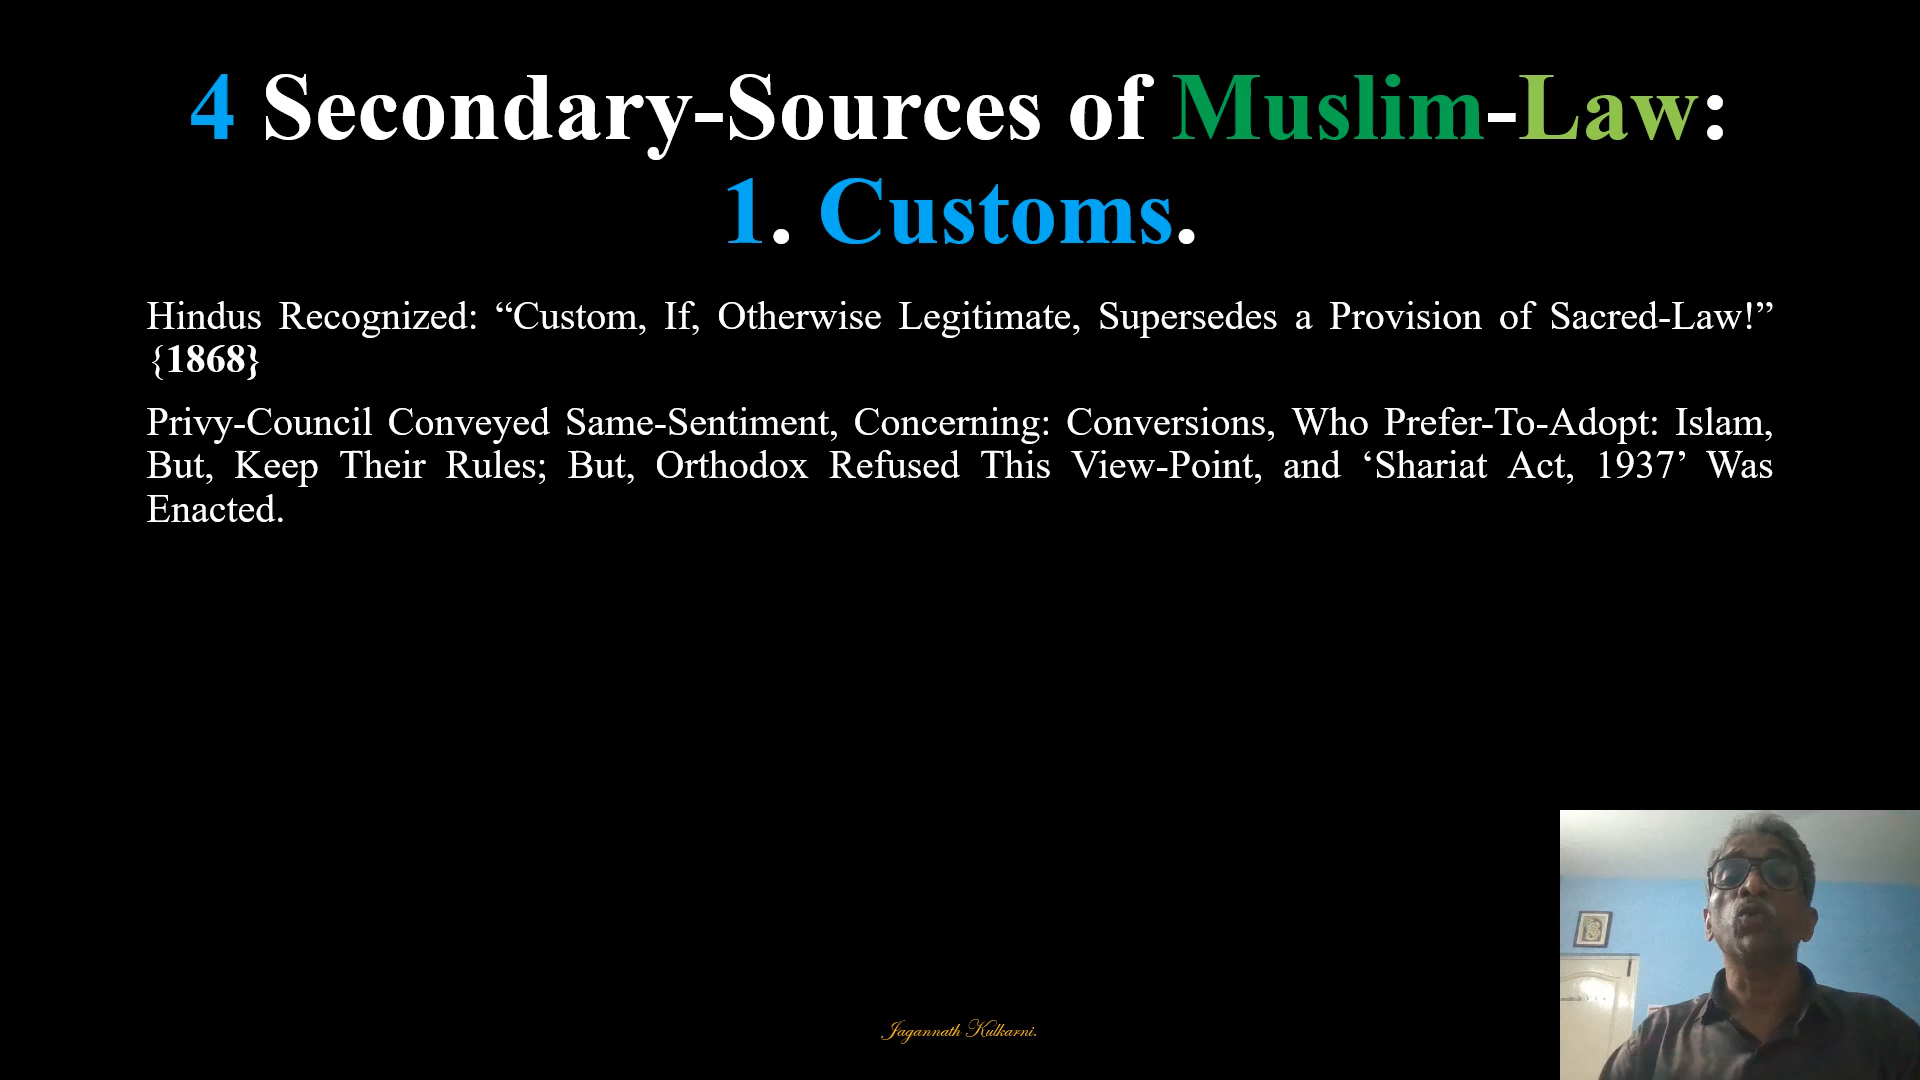 4 Secondary-Sources of Muslim-Law:
1. Customs.
Hindus Recognized: “Custom, If, Otherwise Legitimate, Supersedes a Provision of Sacred-Law!”
{1868}
Privy-Council Conveyed Same-Sentiment, Concerning: Conversions, Who Prefer-To-Adopt: Islam,
But, Keep Their Rules; But, Orthodox Refused This View-Point, and ‘Shariat Act, 1937’ Was
Enacted.
Jagannath Kulkarni.